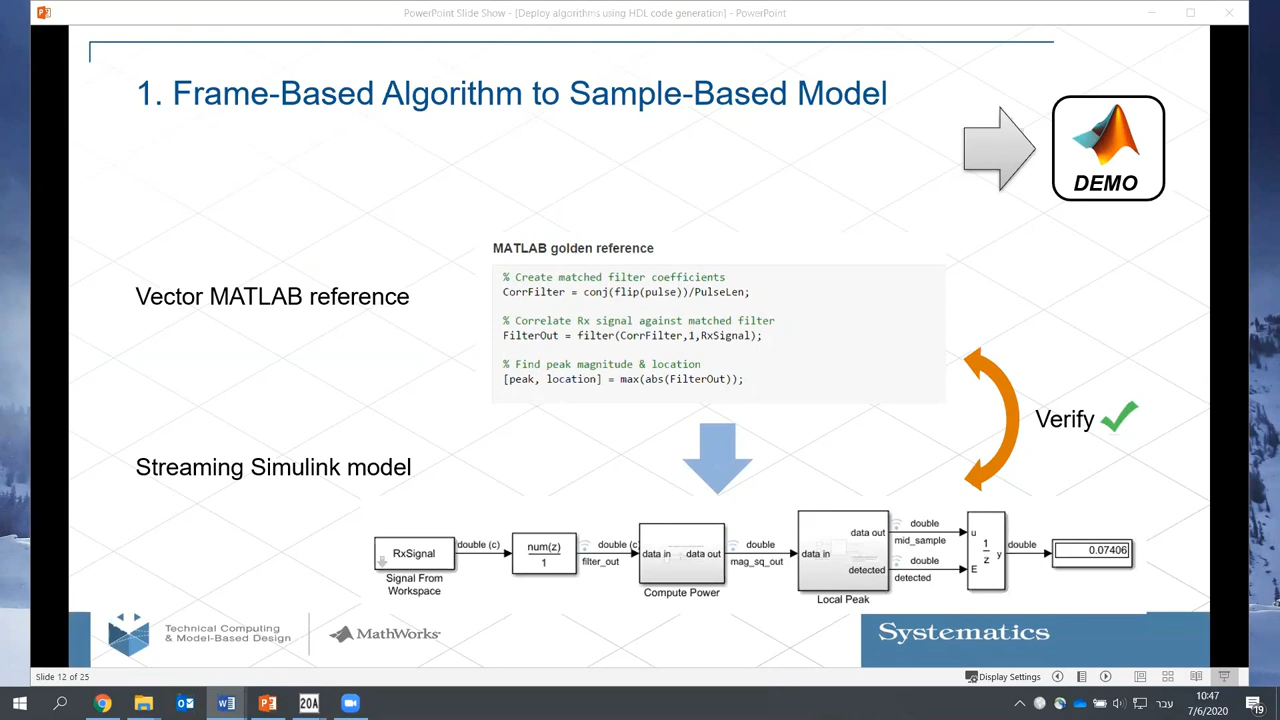 PowerPoint Slide Show - [Deploy algorithms using HDL code generation] - PowerPoint
1. Frame-Based Algorithm to Sample-Based Model
DEMO
MATLAB golden reference
% Create matched filter coefficients
CorrFilter = conj(flip(pulse))/PulseLen;
% Correlate Rx signal against matched filter
FilterOut = filter(CorrFilter,1,RxSignal);
% Find peak magnitude & location
[peak, location] = max(abs(FilterOut));
Vector MATLAB reference
Verify
Streaming Simulink model
RxSignal
Signal From
Workspace
double (c)
num(z)
1
double (c
filter_out
data in
data out
Compute Power
double
mag_sq_out
data in
data out
detected
Local Peak
double
mid_sample
double
detected
u
E
1
z
y
double
0.07406
Technical Computing
& Model-Based Design
MathWorks
Systematics
Slide 12 of 25
Display Settings
20A
עבר
10:47
7/6/2020
19